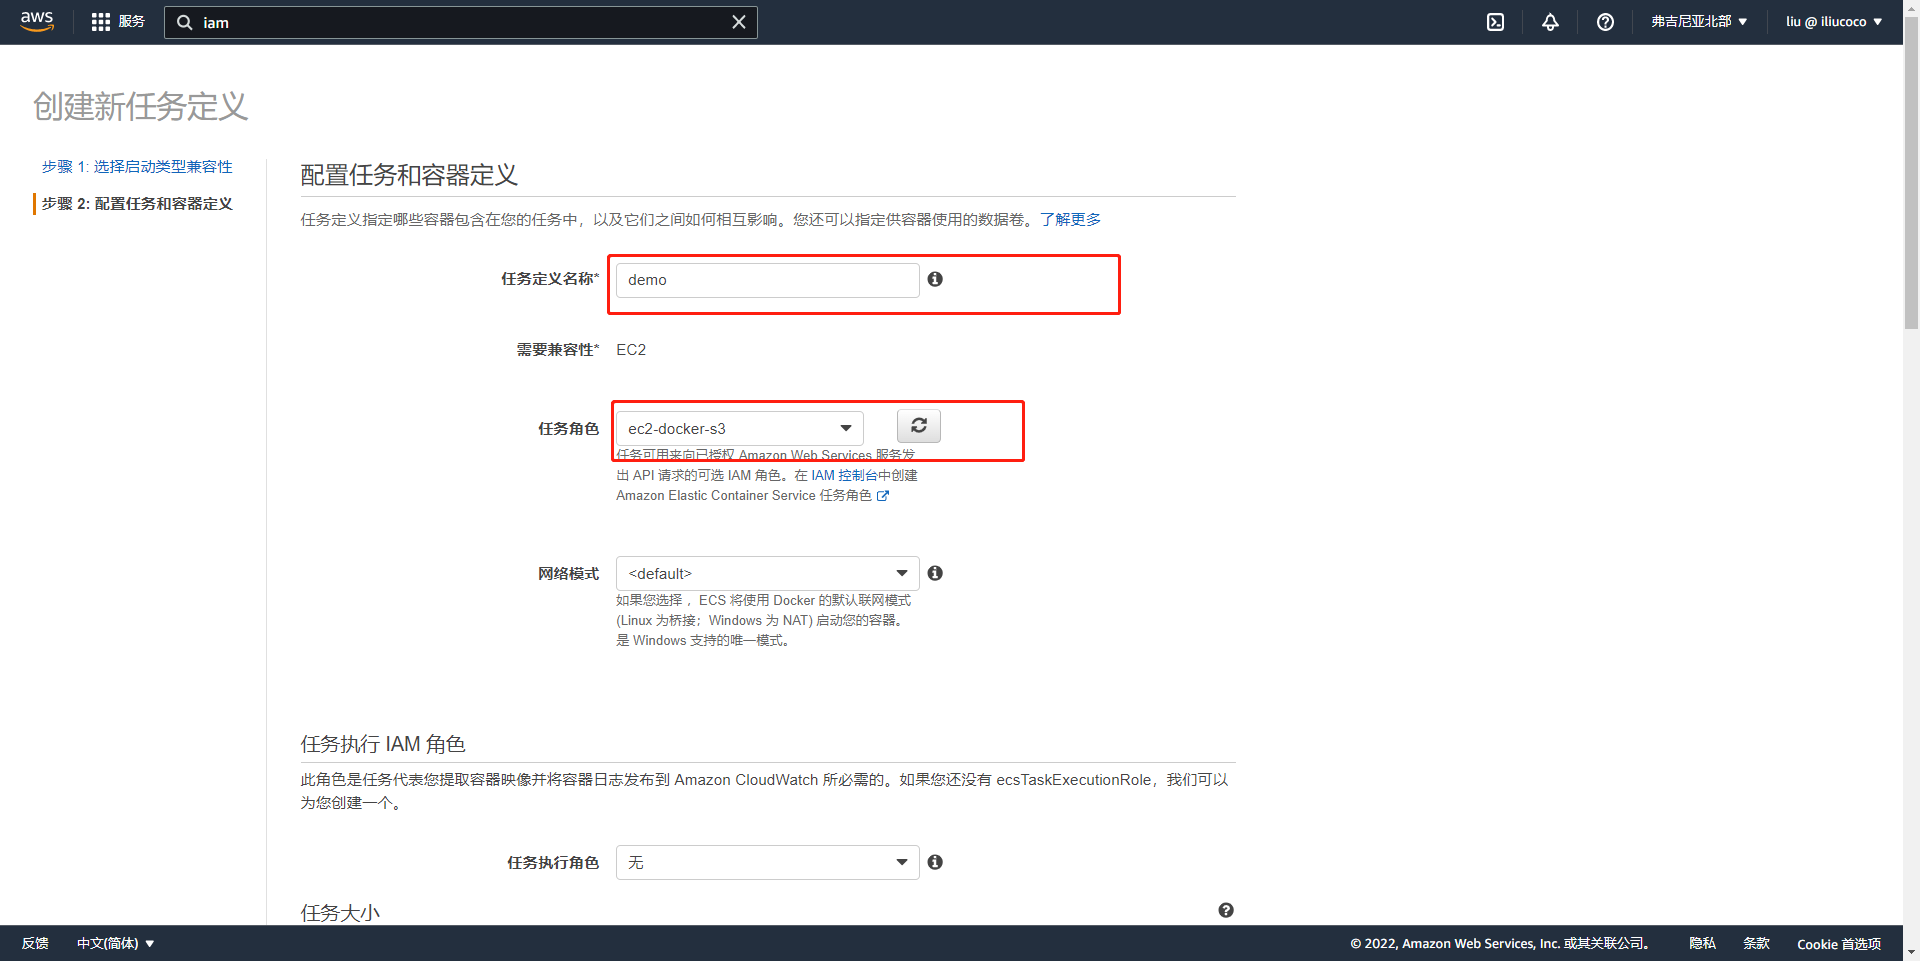 aws
服务
iam
弗吉尼亚北部
liu @ iliucoco
创建新任务定义
步骤 1: 选择启动类型兼容性
步骤 2: 配置任务和容器定义
配置任务和容器定义
任务定义指定哪些容器包含在您的任务中，以及它们之间如何相互影响。您还可以指定供容器使用的数据卷。了解更多
任务定义名称*
demo
需要兼容性*
EC2
任务角色
ec2-docker-s3
任务可用来向已授权 Amazon Web Services 服务发
出 API 请求的可选 IAM 角色。在 IAM 控制台中创建
Amazon Elastic Container Service 任务角色
网络模式
<default>
如果您选择 ，ECS 将使用 Docker 的默认联网模式
(Linux 为桥接；Windows 为 NAT) 启动您的容器。
是 Windows 支持的唯一模式。
任务执行 IAM 角色
此角色是任务代表您提取容器映像并将容器日志发布到 Amazon CloudWatch 所必需的。如果您还没有 ecsTaskExecutionRole，我们可以
为您创建一个。
任务执行角色
无
任务大小
反馈
中文(简体)
© 2022, Amazon Web Services, Inc. 或其关联公司。
隐私
条款
Cookie 首选项